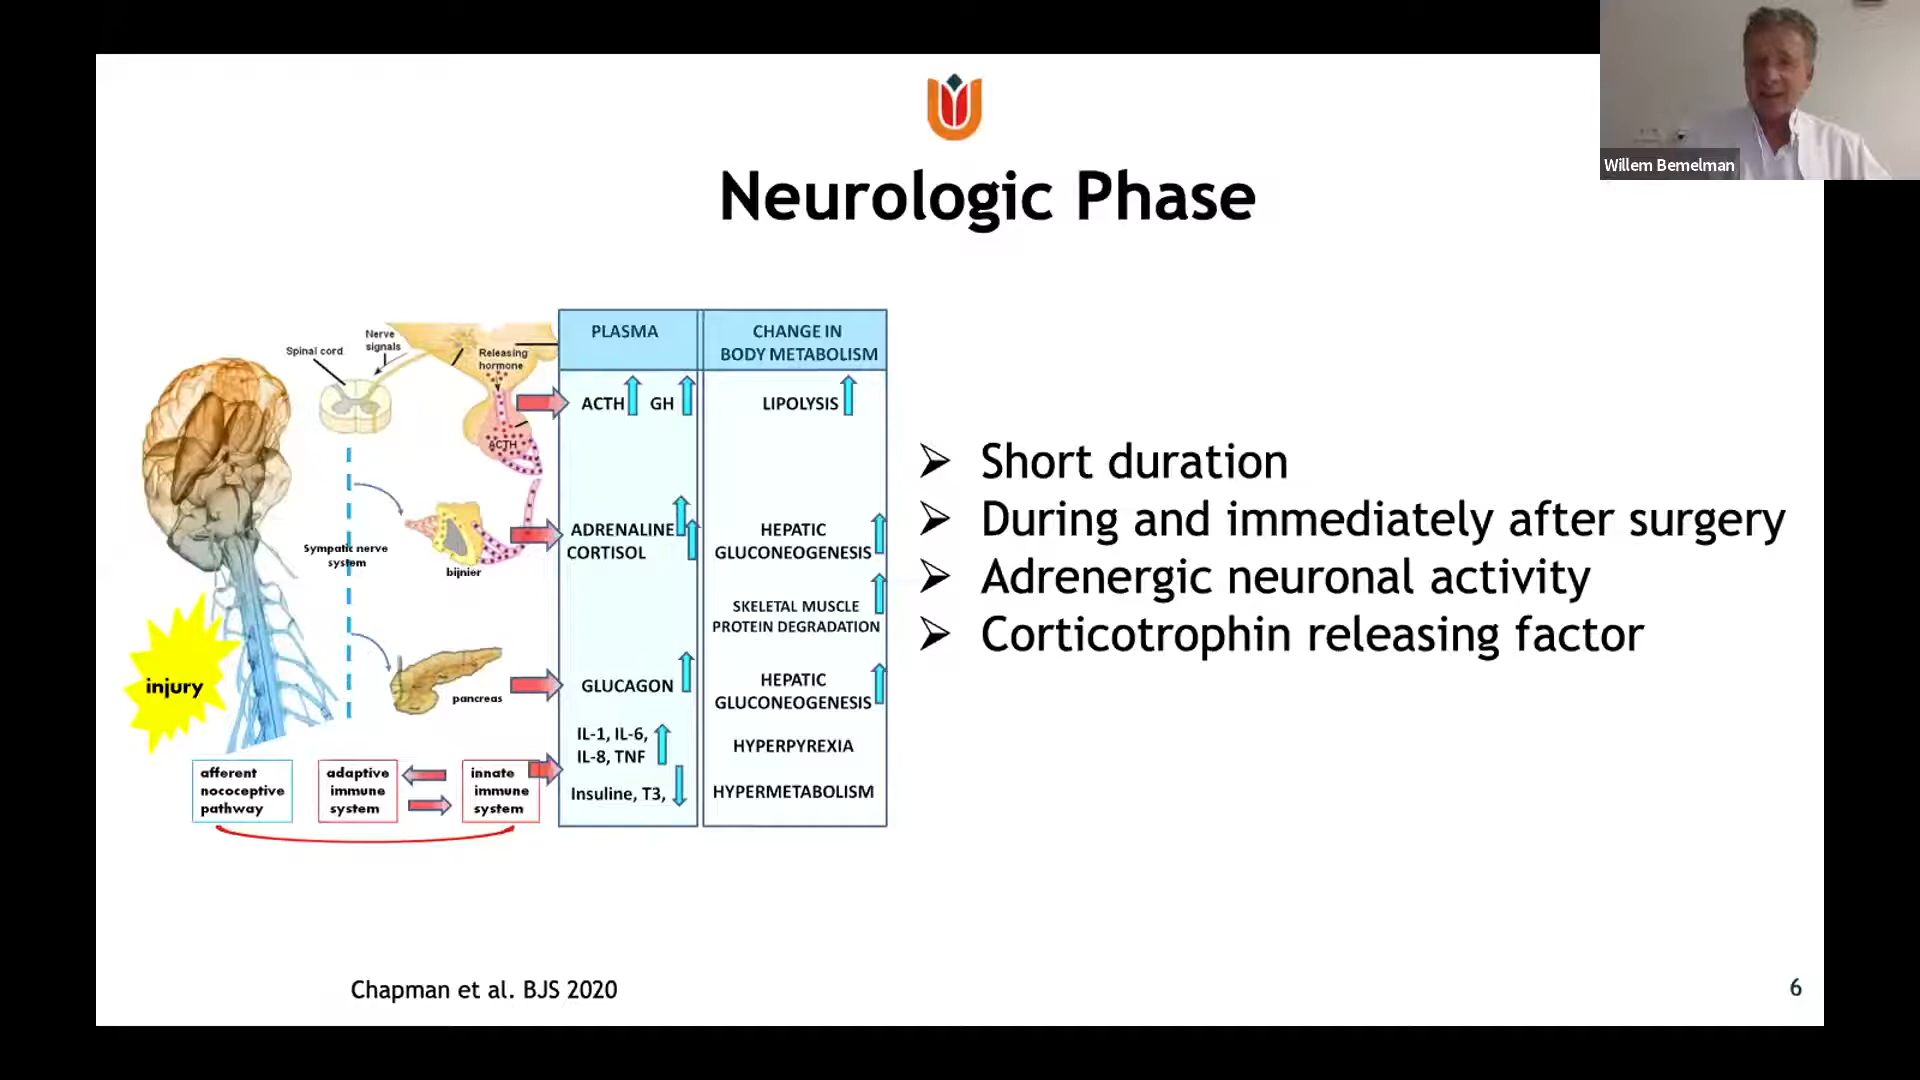 Willem Bemelman
Neurologic Phase
Spinal cord
Nerve
signals
Releasing
hormone
ACTH
Sympatic nerve
system
bijnier
pancreas
injury
afferent
nococeptive
pathway
adaptive
immune
system
innate
immune
system
PLASMA
CHANGE IN
BODY METABOLISM
ACTH GH
LIPOLYSIS
ADRENALINE
CORTISOL
HEPATIC
GLUCONEOGENESIS
SKELETAL MUSCLE
PROTEIN DEGRADATION
GLUCAGON
HEPATIC
GLUCONEOGENESIS
IL-1, IL-6,
IL-8, TNF
HYPERPYREXIA
Insuline, T3,
HYPERMETABOLISM
➢ Short duration
➢ During and immediately after surgery
➢ Adrenergic neuronal activity
➢ Corticotrophin releasing factor
Chapman et al. BJS 2020
6